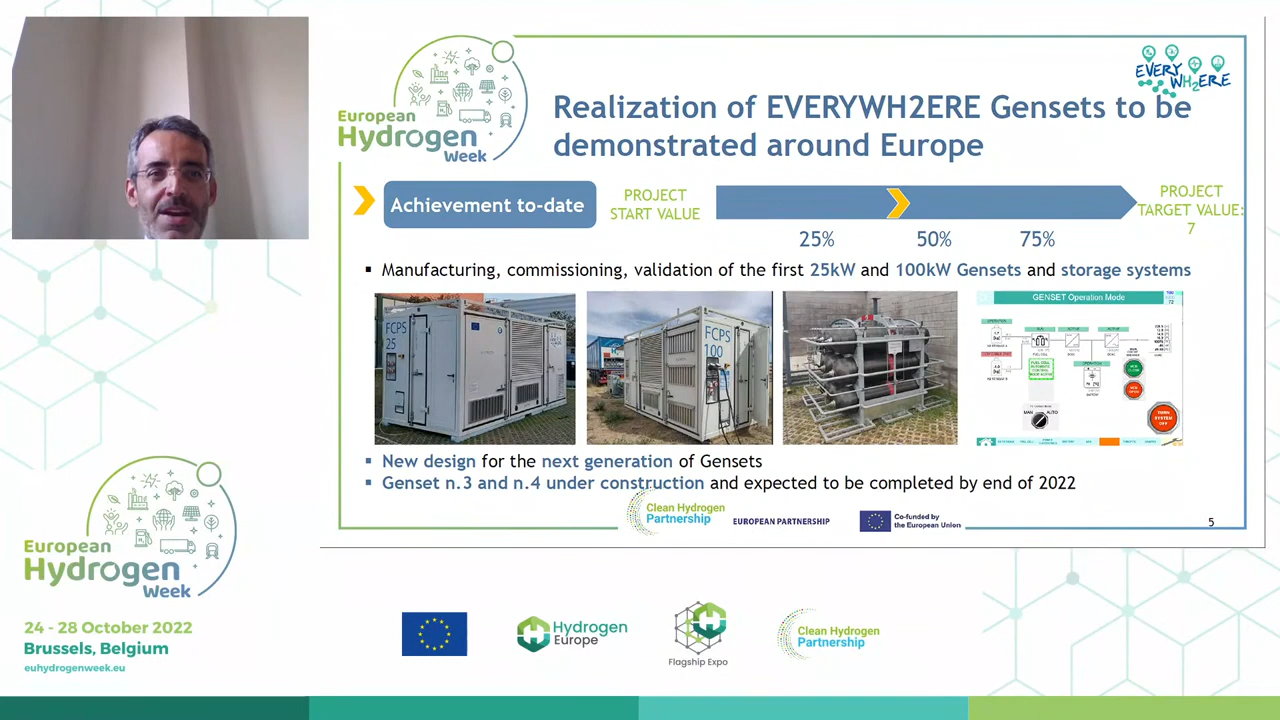 European
Hydrogen
Week
EVERY
WH2ERE
Realization of EVERYWH2ERE Gensets to be
demonstrated around Europe
Achievement to-date
PROJECT
START VALUE
PROJECT
TARGET VALUE:
7
25%
50%
75%
▪ Manufacturing, commissioning, validation of the first 25kW and 100kW Gensets and storage systems
FCPS
25
FCPS
100
GENSET Operation Mode
MAN
AUTO
TURN
SYSTEM
OFF
▪ New design for the next generation of Gensets
▪ Genset n.3 and n.4 under construction and expected to be completed by end of 2022
Clean Hydrogen
Partnership
EUROPEAN PARTNERSHIP
Co-funded by
the European Union
5
European
Hydrogen
Week
24 - 28 October 2022
Brussels, Belgium
euhydrogenweek.eu
Hydrogen
Europe
Flagship Expo
Clean Hydrogen
Partnership